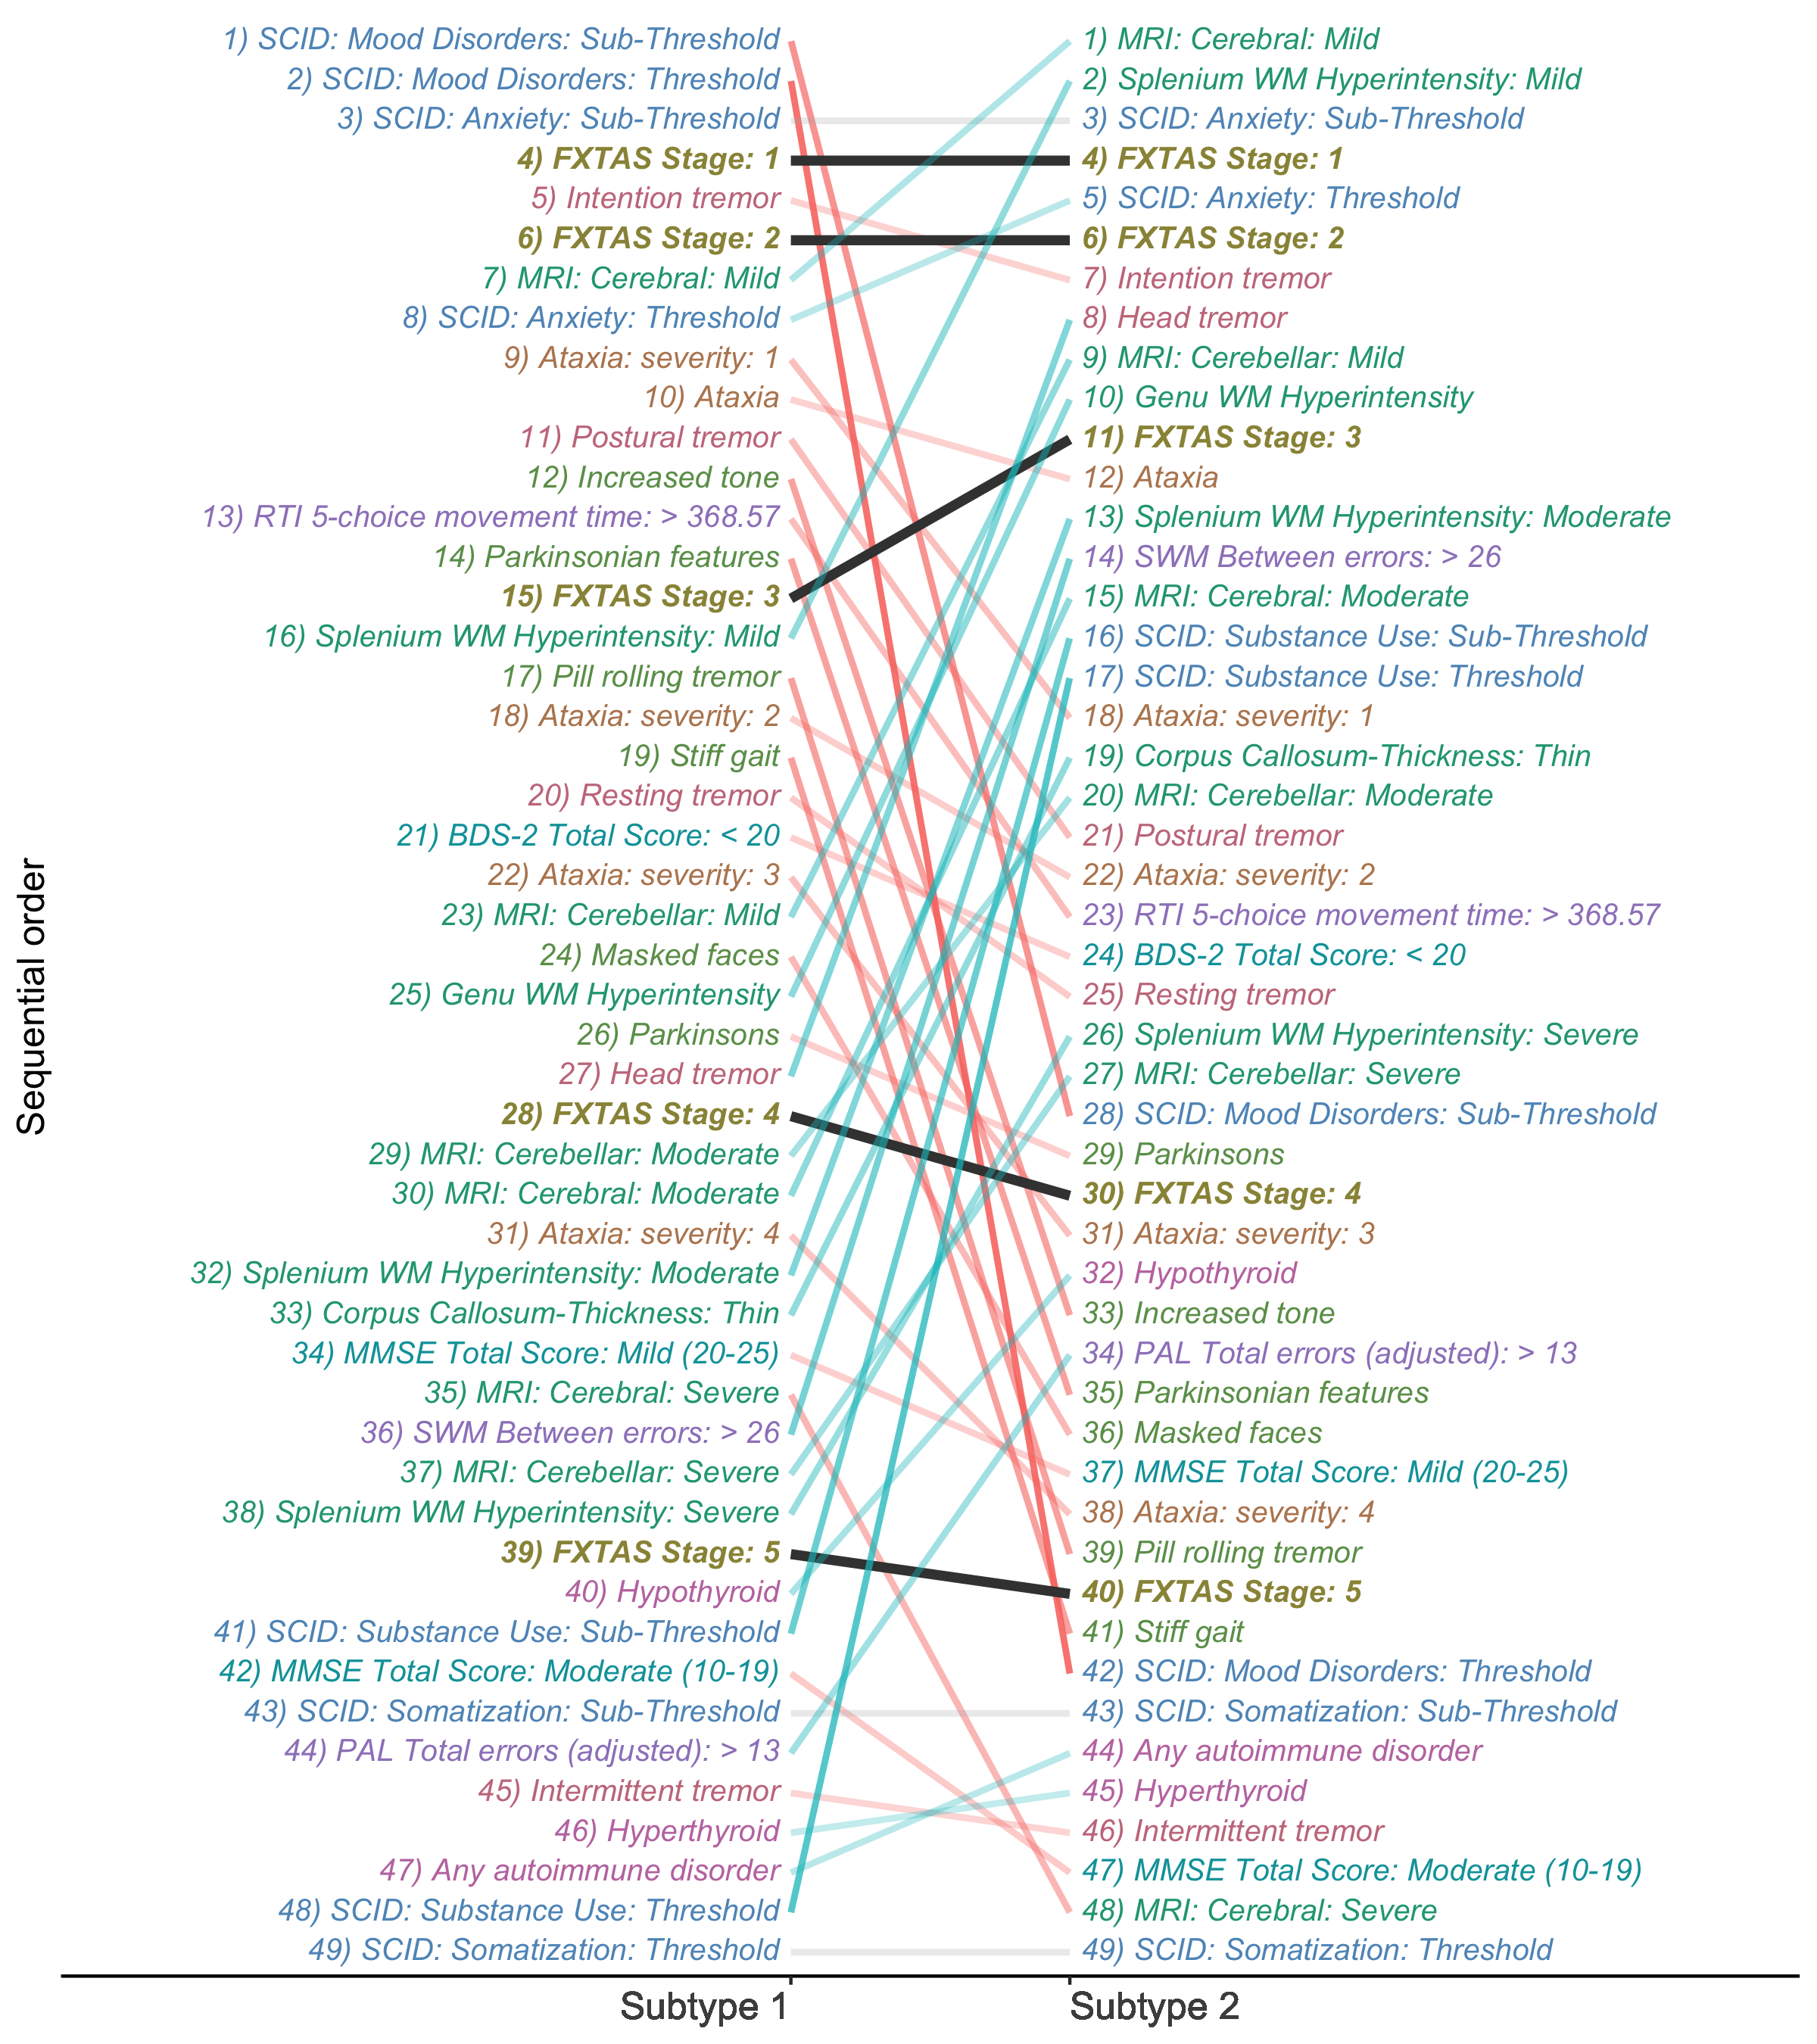 Sequential order
1) SCID: Mood Disorders: Sub-Threshold
2) SCID: Mood Disorders: Threshold
3) SCID: Anxiety: Sub-Threshold
4) FXTAS Stage: 1
5) Intention tremor
6) FXTAS Stage: 2
7) MRI: Cerebral: Mild
8) SCID: Anxiety: Threshold
9) Ataxia: severity: 1
10) Ataxia
11) Postural tremor
12) Increased tone
13) RTI 5-choice movement time: > 368.57
14) Parkinsonian features
15) FXTAS Stage: 3
16) Splenium WM Hyperintensity: Mild
17) Pill rolling tremor
18) Ataxia: severity: 2
19) Stiff gait
20) Resting tremor
21) BDS-2 Total Score: < 20
22) Ataxia: severity: 3
23) MRI: Cerebellar: Mild
24) Masked faces
25) Genu WM Hyperintensity
26) Parkinsons
27) Head tremor
28) FXTAS Stage: 4
29) MRI: Cerebellar: Moderate
30) MRI: Cerebral: Moderate
31) Ataxia: severity: 4
32) Splenium WM Hyperintensity: Moderate
33) Corpus Callosum-Thickness: Thin
34) MMSE Total Score: Mild (20-25)
35) MRI: Cerebral: Severe
36) SWM Between errors: > 26
37) MRI: Cerebellar: Severe
38) Splenium WM Hyperintensity: Severe
39) FXTAS Stage: 5
40) Hypothyroid
41) SCID: Substance Use: Sub-Threshold
42) MMSE Total Score: Moderate (10-19)
43) SCID: Somatization: Sub-Threshold
44) PAL Total errors (adjusted): > 13
45) Intermittent tremor
46) Hyperthyroid
47) Any autoimmune disorder
48) SCID: Substance Use: Threshold
49) SCID: Somatization: Threshold
Subtype 1
1) MRI: Cerebral: Mild
2) Splenium WM Hyperintensity: Mild
3) SCID: Anxiety: Sub-Threshold
4) FXTAS Stage: 1
5) SCID: Anxiety: Threshold
6) FXTAS Stage: 2
7) Intention tremor
8) Head tremor
9) MRI: Cerebellar: Mild
10) Genu WM Hyperintensity
11) FXTAS Stage: 3
12) Ataxia
13) Splenium WM Hyperintensity: Moderate
14) SWM Between errors: > 26
15) MRI: Cerebral: Moderate
16) SCID: Substance Use: Sub-Threshold
17) SCID: Substance Use: Threshold
18) Ataxia: severity: 1
19) Corpus Callosum-Thickness: Thin
20) MRI: Cerebellar: Moderate
21) Postural tremor
22) Ataxia: severity: 2
23) RTI 5-choice movement time: > 368.57
24) BDS-2 Total Score: < 20
25) Resting tremor
26) Splenium WM Hyperintensity: Severe
27) MRI: Cerebellar: Severe
28) SCID: Mood Disorders: Sub-Threshold
29) Parkinsons
30) FXTAS Stage: 4
31) Ataxia: severity: 3
32) Hypothyroid
33) Increased tone
34) PAL Total errors (adjusted): > 13
35) Parkinsonian features
36) Masked faces
37) MMSE Total Score: Mild (20-25)
38) Ataxia: severity: 4
39) Pill rolling tremor
40) FXTAS Stage: 5
41) Stiff gait
42) SCID: Mood Disorders: Threshold
43) SCID: Somatization: Sub-Threshold
44) Any autoimmune disorder
45) Hyperthyroid
46) Intermittent tremor
47) MMSE Total Score: Moderate (10-19)
48) MRI: Cerebral: Severe
49) SCID: Somatization: Threshold
Subtype 2